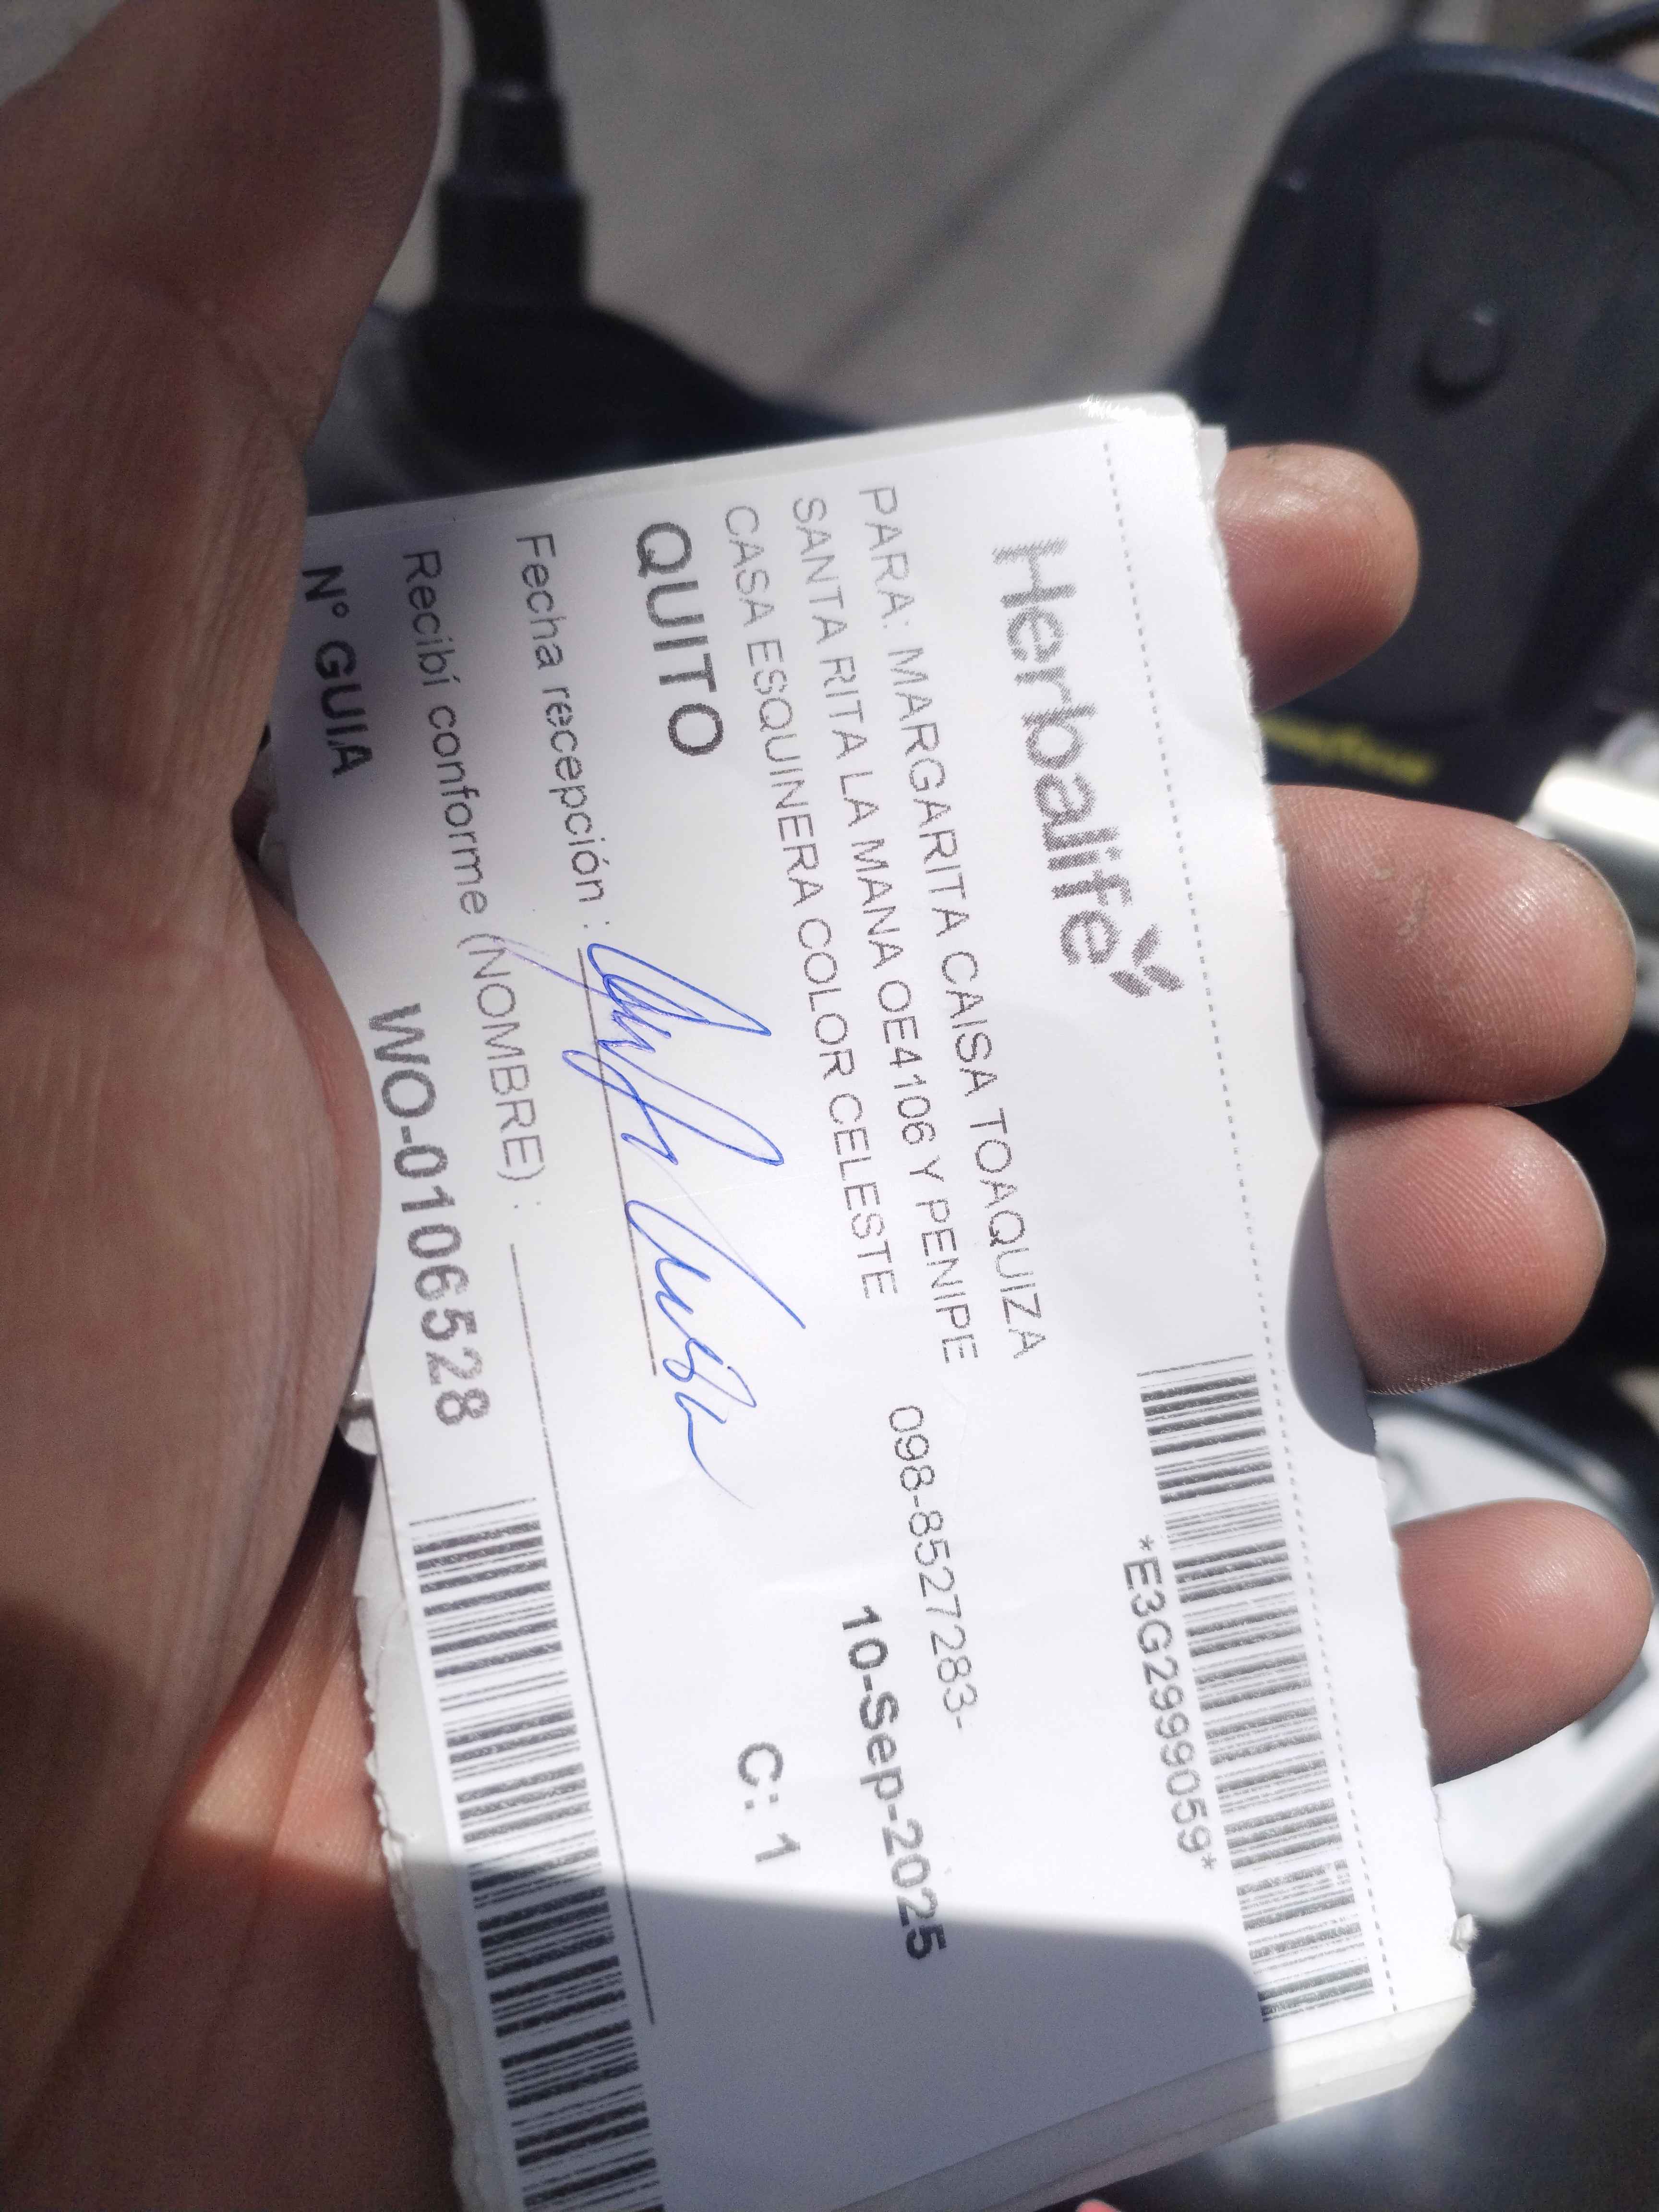 Herbalife
*E3G2999059*
PARA: MARGARITA CAISA TOAQUIZA
SANTA RITA LA MANA OE4106 Y PENIPE 098-8527283-
CASA ESQUINERA COLOR CELESTE 10-Sep-2025
QUITO C: 1
Fecha recepción :
Recibí conforme (NOMBRE) :
N° GUIA WO-0106528